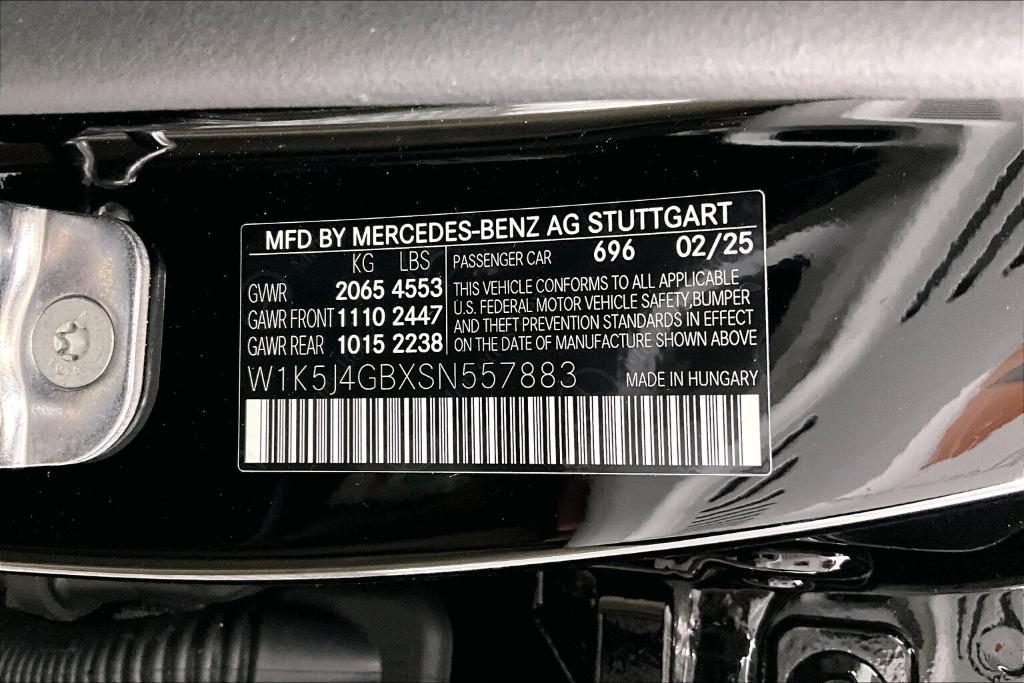 MFD BY MERCEDES-BENZ AG STUTTGART
KG LBS
GVWR 2065 4553
GAWR FRONT 1110 2447
GAWR REAR 1015 2238
PASSENGER CAR 696 02/25
THIS VEHICLE CONFORMS TO ALL APPLICABLE
U.S. FEDERAL MOTOR VEHICLE SAFETY,BUMPER
AND THEFT PREVENTION STANDARDS IN EFFECT
ON THE DATE OF MANUFACTURE SHOWN ABOVE
W1K5J4GBXSN557883 MADE IN HUNGARY